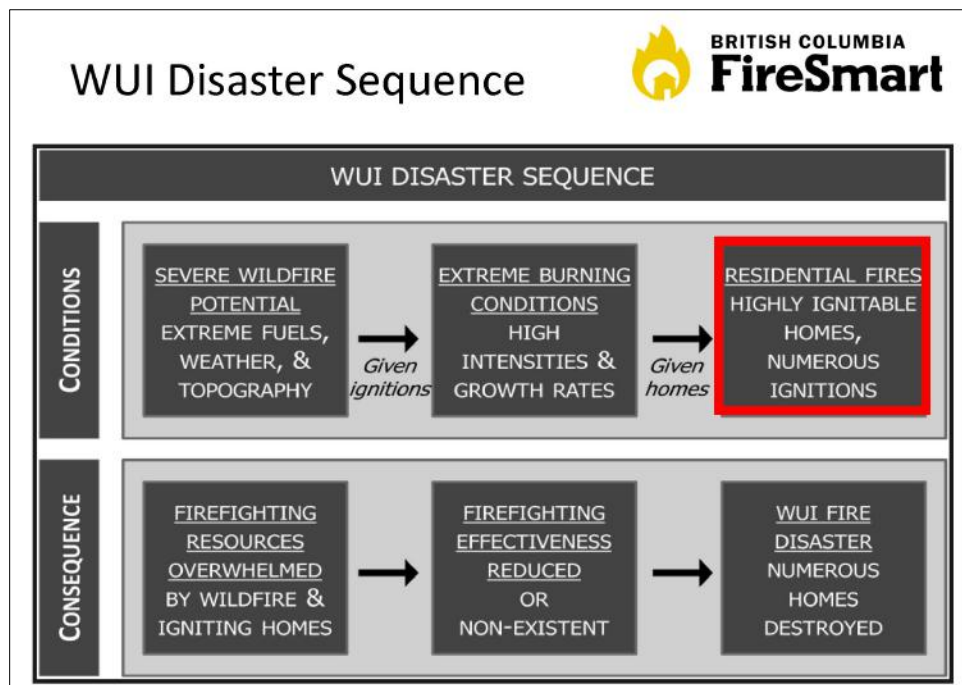 WUI Disaster Sequence
BRITISH COLUMBIA
FireSmart
WUI DISASTER SEQUENCE
CONDITIONS
SEVERE WILDFIRE
POTENTIAL
EXTREME FUELS,
WEATHER, &
TOPOGRAPHY
Given
ignitions
EXTREME BURNING
CONDITIONS
HIGH
INTENSITIES &
GROWTH RATES
Given
homes
RESIDENTIAL FIRES
HIGHLY IGNITABLE
HOMES,
NUMEROUS
IGNITIONS
CONSEQUENCE
FIREFIGHTING
RESOURCES
OVERWHELMED
BY WILDFIRE &
IGNITING HOMES
FIREFIGHTING
EFFECTIVENESS
REDUCED
OR
NON-EXISTENT
WUI FIRE
DISASTER
NUMEROUS
HOMES
DESTROYED